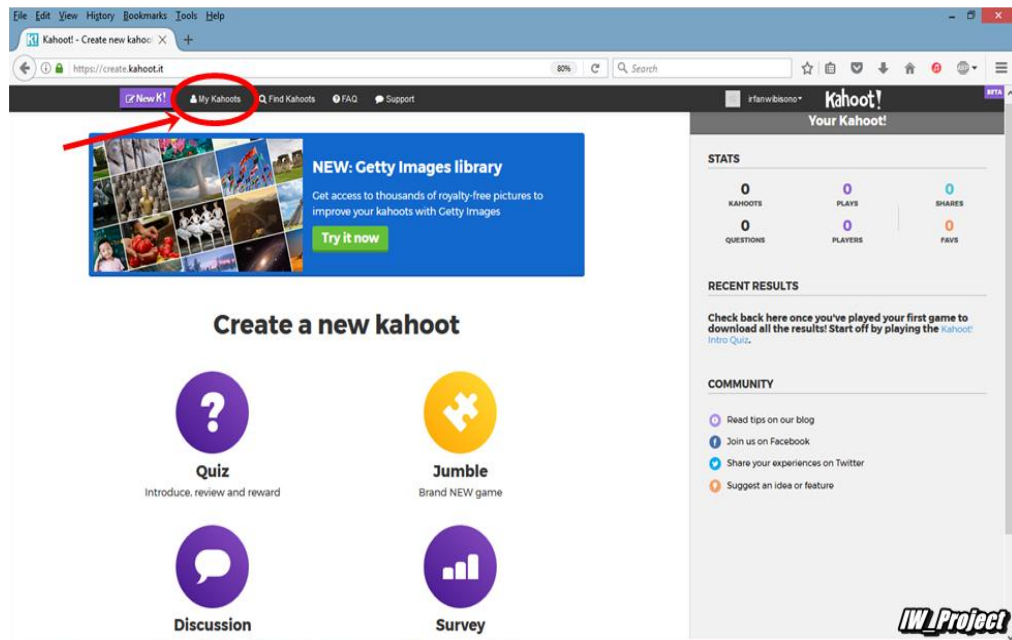 File Edit View History Bookmarks Tools Help
Kahoot! - Create new kahoo
https://create.kahoot.it
80%
Search
New K! My Kahoots Find Kahoots FAQ Support
irfanwibisono
Kahoot!
BETA
Your Kahoot!
NEW: Getty Images library
Get access to thousands of royalty-free pictures to
improve your kahoots with Getty Images
Try it now
STATS
0 0 0
KAHOOTS PLAYS SHARES
0 0 0
QUESTIONS PLAYERS FAVS
RECENT RESULTS
Check back here once you've played your first game to
download all the results! Start off by playing the Kahoot!
Intro Quiz.
Create a new kahoot
Quiz
Introduce, review and reward
Jumble
Brand NEW game
Discussion
Survey
COMMUNITY
Read tips on our blog
Join us on Facebook
Share your experiences on Twitter
Suggest an idea or feature
IW_Project